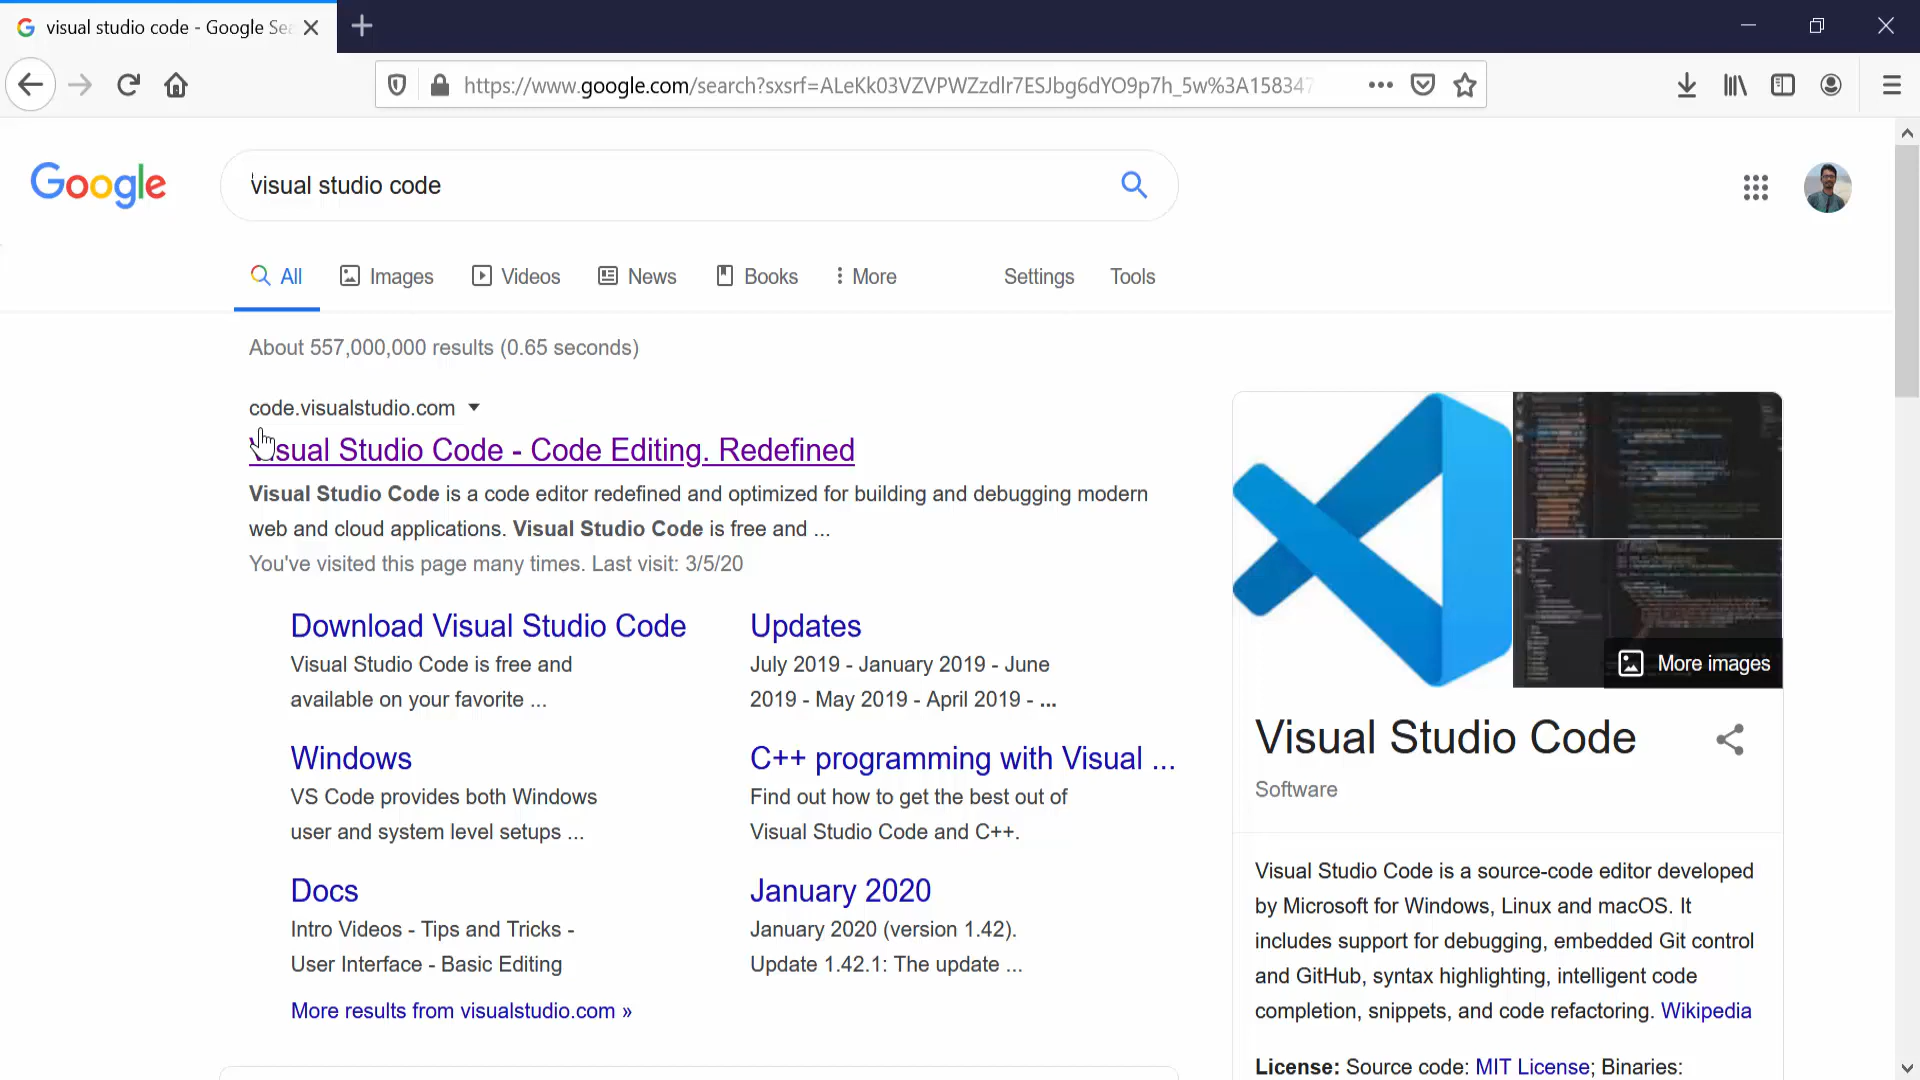 visual studio code - Google Sea
https://www.google.com/search?sxsrf=ALeKk03VZVPWZzdlr7ESJbg6dYO9p7h_5w%3A158347
Google
visual studio code
All
Images
Videos
News
Books
More
Settings
Tools
About 557,000,000 results (0.65 seconds)
code.visualstudio.com
Visual Studio Code - Code Editing. Redefined
Visual Studio Code is a code editor redefined and optimized for building and debugging modern
web and cloud applications. Visual Studio Code is free and ...
You've visited this page many times. Last visit: 3/5/20
Download Visual Studio Code
Visual Studio Code is free and
available on your favorite ...
Updates
July 2019 - January 2019 - June
2019 - May 2019 - April 2019 - ...
Windows
VS Code provides both Windows
user and system level setups ...
C++ programming with Visual ...
Find out how to get the best out of
Visual Studio Code and C++.
Docs
Intro Videos - Tips and Tricks -
User Interface - Basic Editing
January 2020
January 2020 (version 1.42).
Update 1.42.1: The update ...
More results from visualstudio.com »
More images
Visual Studio Code
Software
Visual Studio Code is a source-code editor developed
by Microsoft for Windows, Linux and macOS. It
includes support for debugging, embedded Git control
and GitHub, syntax highlighting, intelligent code
completion, snippets, and code refactoring. Wikipedia
License: Source code: MIT License; Binaries: